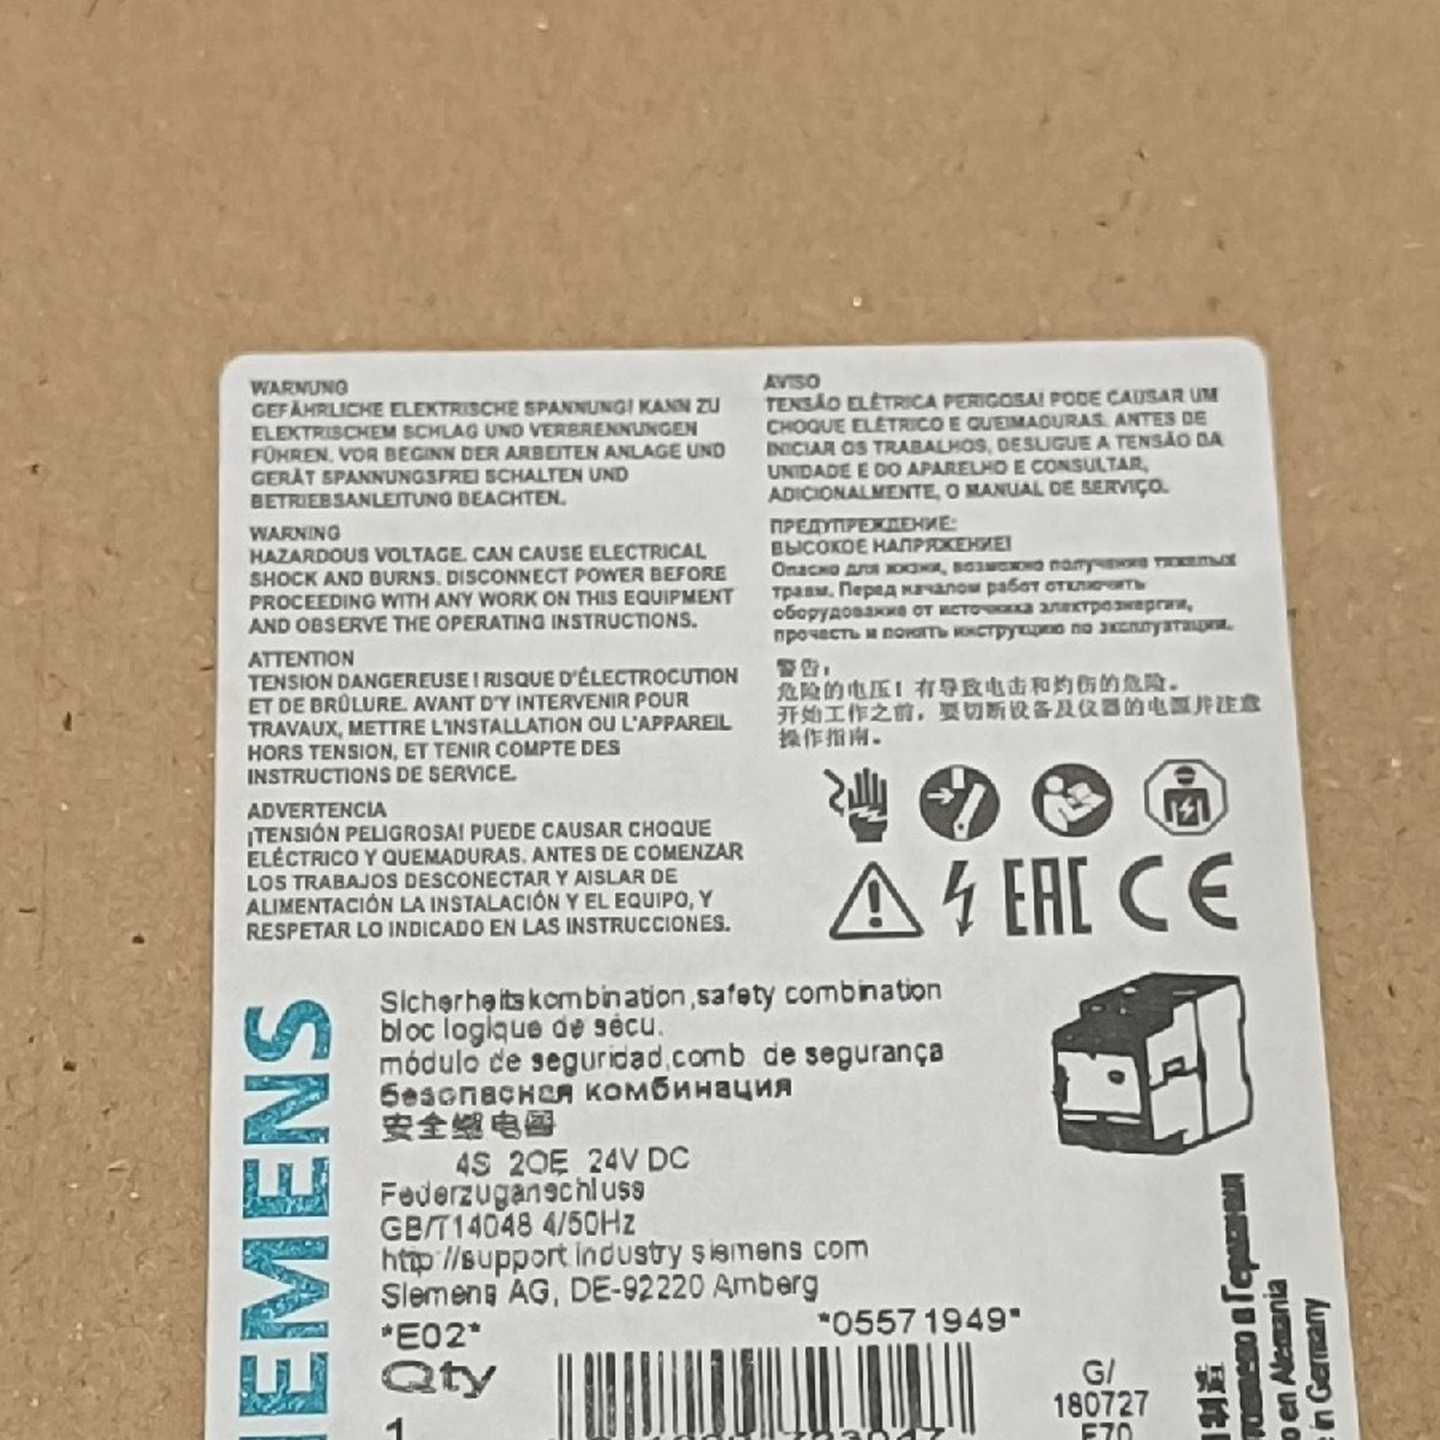 WARNUNG
GEFÄHRLICHE ELEKTRISCHE SPANNUNG! KANN ZU
ELEKTRISCHEM SCHLAG UND VERBRENNUNGEN
FÜHREN. VOR BEGINN DER ARBEITEN ANLAGE UND
GERÄT SPANNUNGSFREI SCHALTEN UND
BETRIEBSANLEITUNG BEACHTEN.
WARNING
HAZARDOUS VOLTAGE. CAN CAUSE ELECTRICAL
SHOCK AND BURNS. DISCONNECT POWER BEFORE
PROCEEDING WITH ANY WORK ON THIS EQUIPMENT
AND OBSERVE THE OPERATING INSTRUCTIONS.
ATTENTION
TENSION DANGEREUSE ! RISQUE D'ÉLECTROCUTION
ET DE BRÛLURE. AVANT D'Y INTERVENIR POUR
TRAVAUX, METTRE L'INSTALLATION OU L'APPAREIL
HORS TENSION, ET TENIR COMPTE DES
INSTRUCTIONS DE SERVICE.
ADVERTENCIA
¡TENSIÓN PELIGROSA! PUEDE CAUSAR CHOQUE
ELÉCTRICO Y QUEMADURAS. ANTES DE COMENZAR
LOS TRABAJOS DESCONECTAR Y AISLAR DE
ALIMENTACIÓN LA INSTALACIÓN Y EL EQUIPO, Y
RESPETAR LO INDICADO EN LAS INSTRUCCIONES.
AVISO
TENSÃO ELÉTRICA PERIGOSA! PODE CAUSAR UM
CHOQUE ELÉTRICO E QUEIMADURAS. ANTES DE
INICIAR OS TRABALHOS, DESLIGUE A TENSÃO DA
UNIDADE E DO APARELHO E CONSULTAR,
ADICIONALMENTE, O MANUAL DE SERVIÇO.
ПРЕДУПРЕЖДЕНИЕ:
ВЫСОКОЕ НАПРЯЖЕНИЕ!
Опасно для жизни, возможно получение тяжелых
травм. Перед началом работ отключить
оборудование от источника электроэнергии,
прочесть и понять инструкцию по эксплуатации.
警告:
危险的电压!有导致电击和灼伤的危险。
开始工作之前,要切断设备及仪器的电源并注意
操作指南。
EAC CE
SIEMENS
Sicherheitskombination,safety combination
bloc logique de sécu.
módulo de seguridad,comb de segurança
безопасная комбинация
安全继电器
4S 2OE 24V DC
Federzuganschluss
GB/T14048 4/50Hz
http //support industry siemens com
Siemens AG, DE-92220 Amberg
*E02*
*05571949*
Qty
1
G/
180727
E70
制造
Германии
en Alemania
in Germany